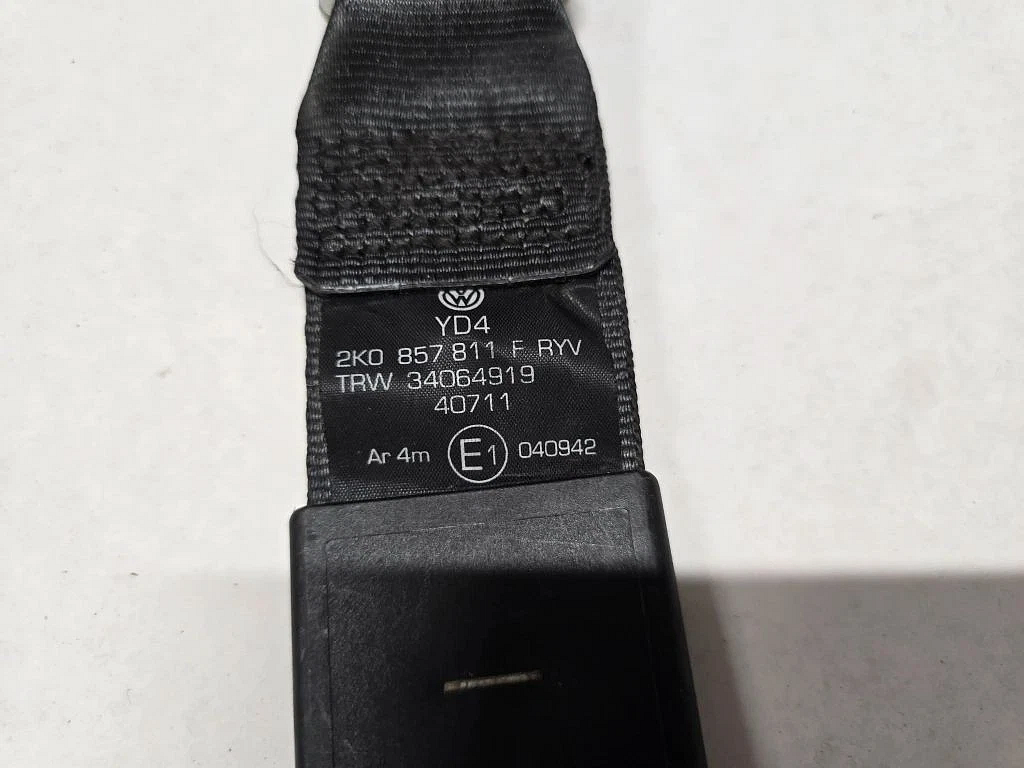 YD4
2K0 857 811 F RYV
TRW 34064919
40711
Ar 4m E1 040942